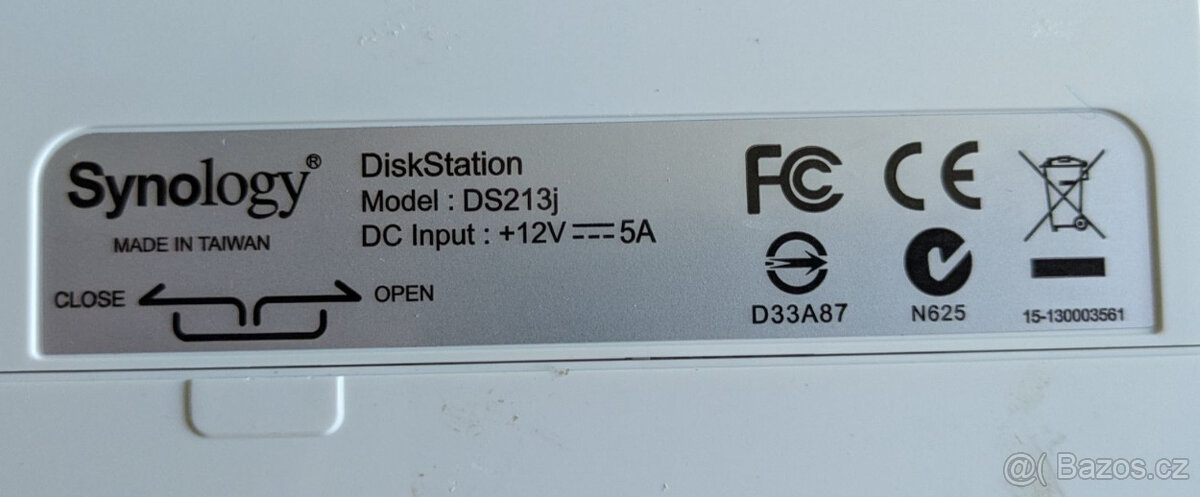 Synology®
MADE IN TAIWAN
DiskStation
Model : DS213j
DC Input : +12V 5A
CLOSE OPEN
FC CE
D33A87 N625 15-130003561
@( Bazos.cz